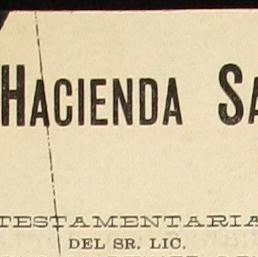 HACIENDA SA
TESTAMENTARIA
DEL SR. LIC.